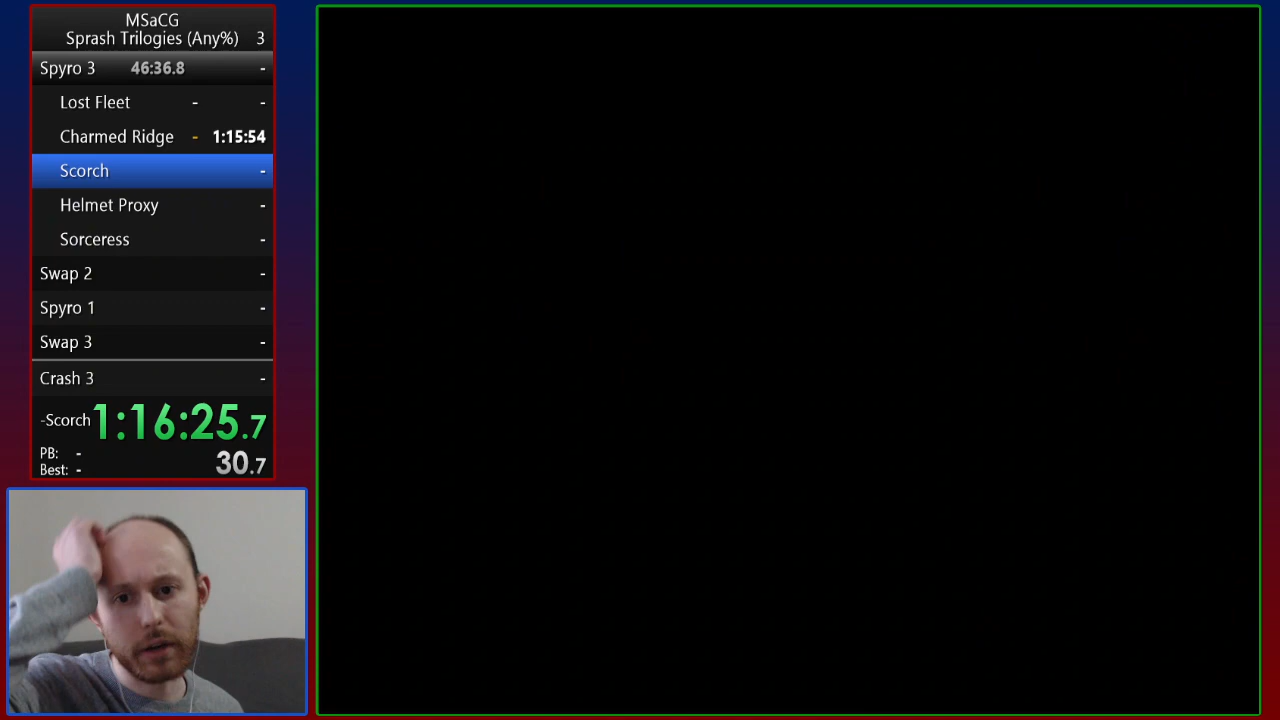 MSaCG
Sprash Trilogies (Any%) 3
Spyro 3 46:36.8 -
Lost Fleet - -
Charmed Ridge - 1:15:54
Scorch -
Helmet Proxy -
Sorceress -
Swap 2 -
Spyro 1 -
Swap 3 -
Crash 3 -
-Scorch 1:16:25.7
PB: -
Best: - 30.7